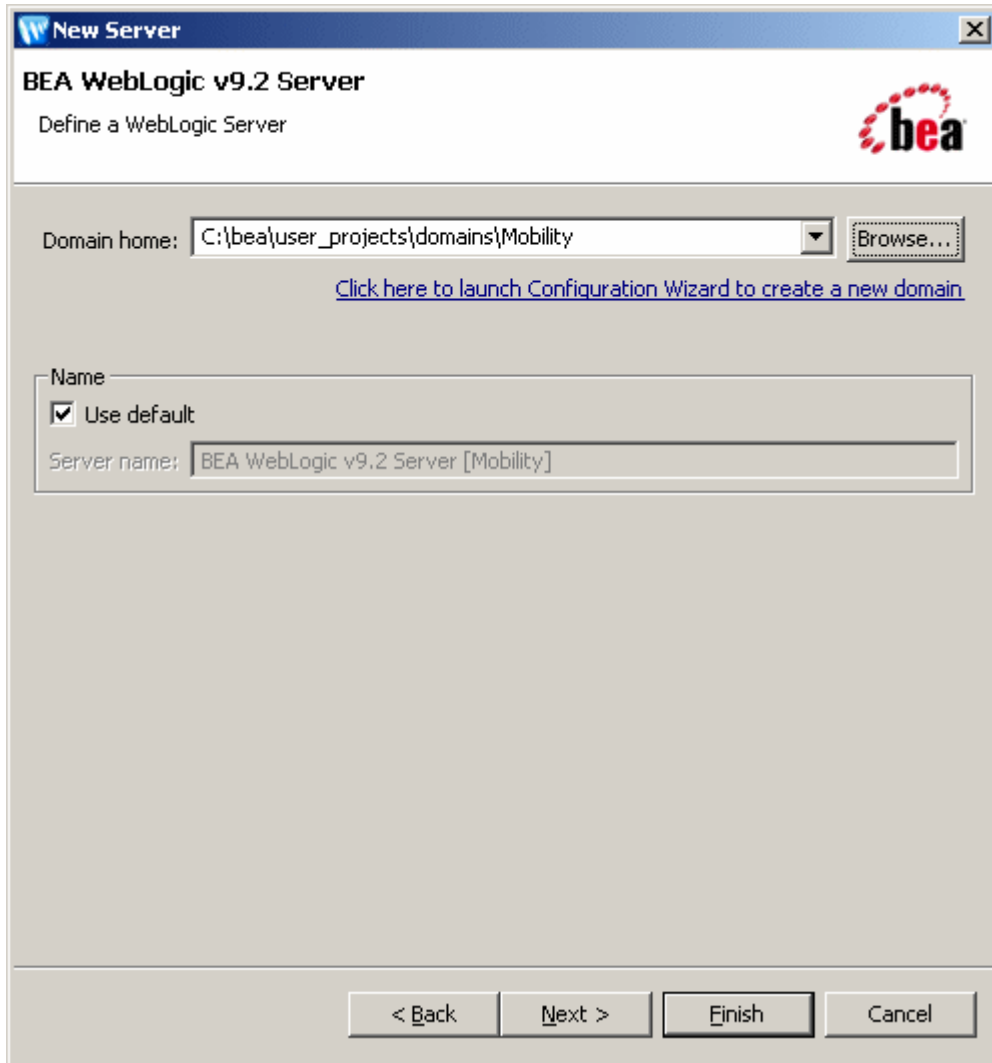 New Server
BEA WebLogic v9.2 Server
Define a WebLogic Server
bea
Domain home: C:\bea\user_projects\domains\Mobility Browse...
Click here to launch Configuration Wizard to create a new domain
Name
Use default
Server name: BEA WebLogic v9.2 Server [Mobility]
< Back Next > Finish Cancel